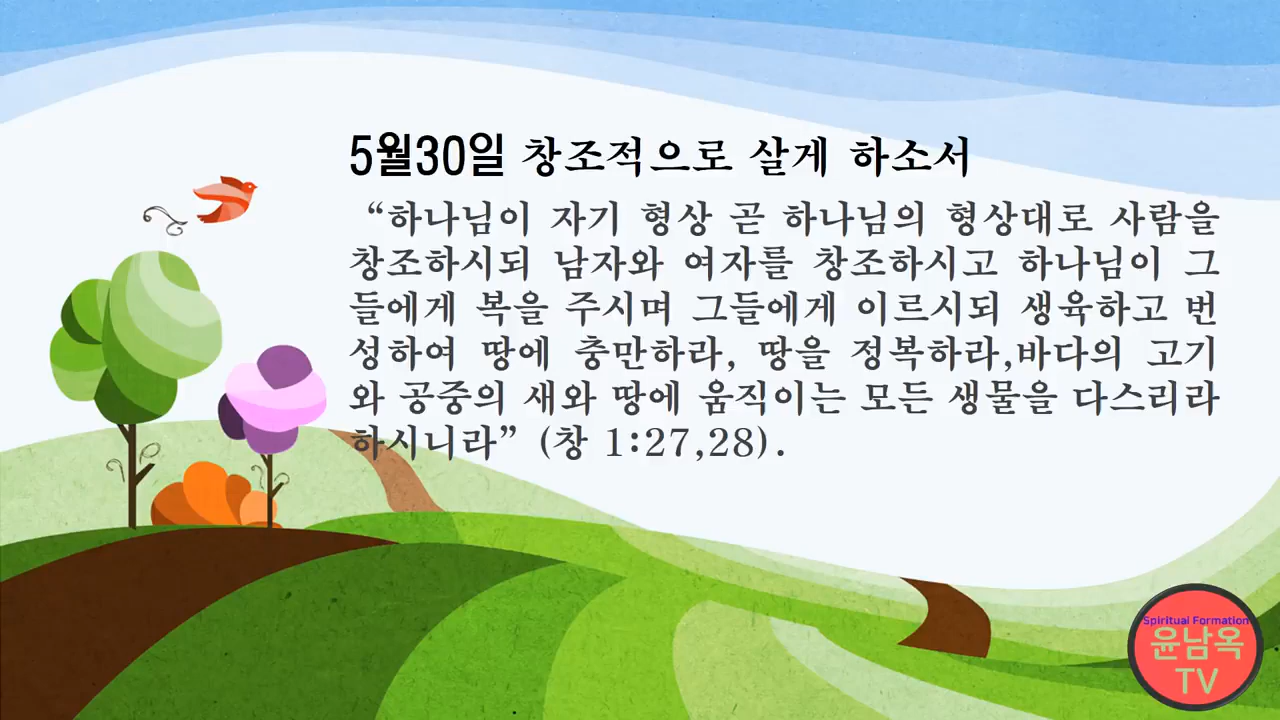 5월30일 창조적으로 살게 하소서
“하나님이 자기 형상 곧 하나님의 형상대로 사람을
창조하시되 남자와 여자를 창조하시고 하나님이 그
들에게 복을 주시며 그들에게 이르시되 생육하고 번
성하여 땅에 충만하라, 땅을 정복하라,바다의 고기
와 공중의 새와 땅에 움직이는 모든 생물을 다스리라
하시니라” (창 1:27,28).
Spiritual Formation
윤남옥
TV